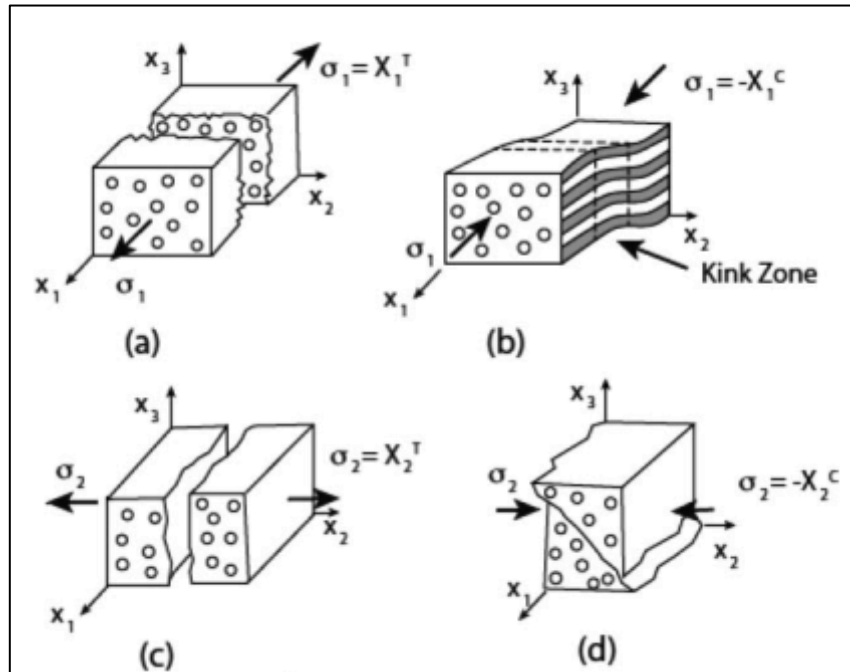 x₃
σ₁ = X₁ᵀ
x₂
x₁
σ₁
(a)
x₃
σ₁ = -X₁ᶜ
σ₁
x₂
x₁
Kink Zone
(b)
x₃
σ₂
σ₂ = X₂ᵀ
x₂
x₁
(c)
x₃
σ₂
σ₂ = -X₂ᶜ
x₂
x₁
(d)